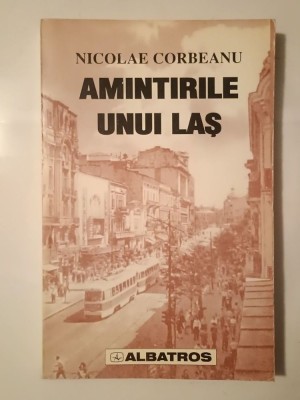 NICOLAE CORBEANU
AMINTIRILE
UNUI LAȘ
ALBATROS